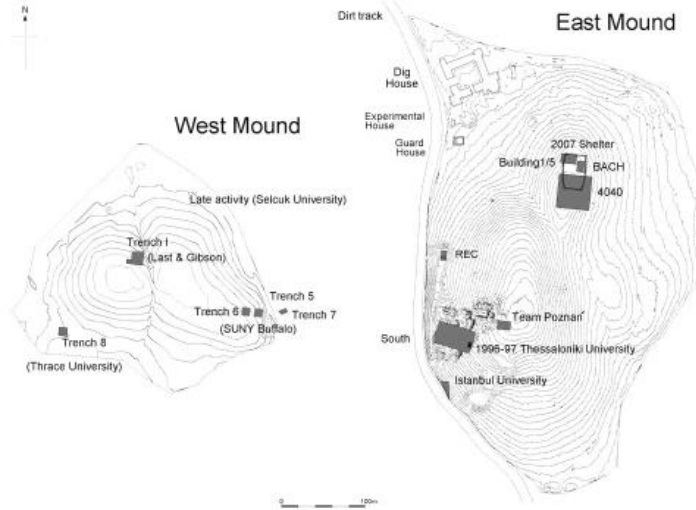 N
Dirt track
East Mound
Dig
House
Experimental
House
Guard
House
West Mound
2007 Shelter
Building1/5
BACH
4040
Late activity (Selcuk University)
Trench I
(Last & Gibson)
REC
Trench 5
Trench 6
Trench 7
(SUNY Buffalo)
Team Poznań
Trench 8
South
1996-97 Thessaloniki University
(Thrace University)
Istanbul University
0
100m